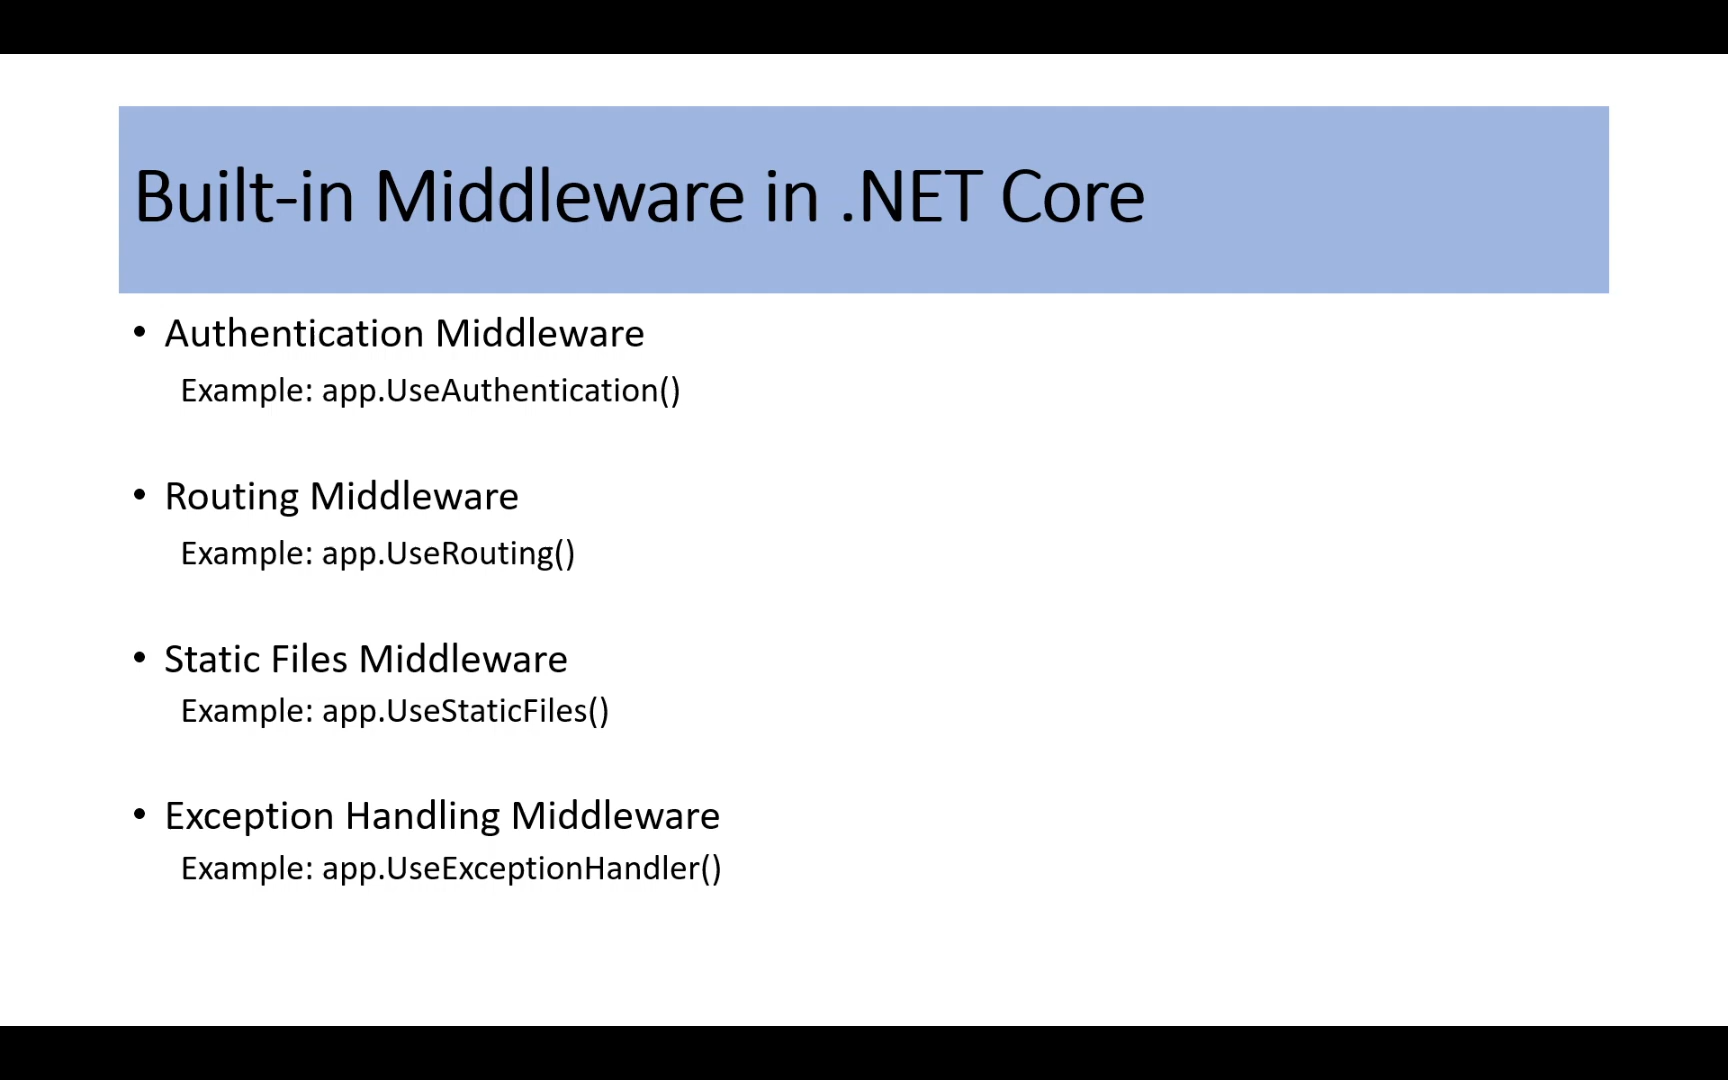 Built-in Middleware in .NET Core
• Authentication Middleware
Example: app.UseAuthentication()
• Routing Middleware
Example: app.UseRouting()
• Static Files Middleware
Example: app.UseStaticFiles()
• Exception Handling Middleware
Example: app.UseExceptionHandler()